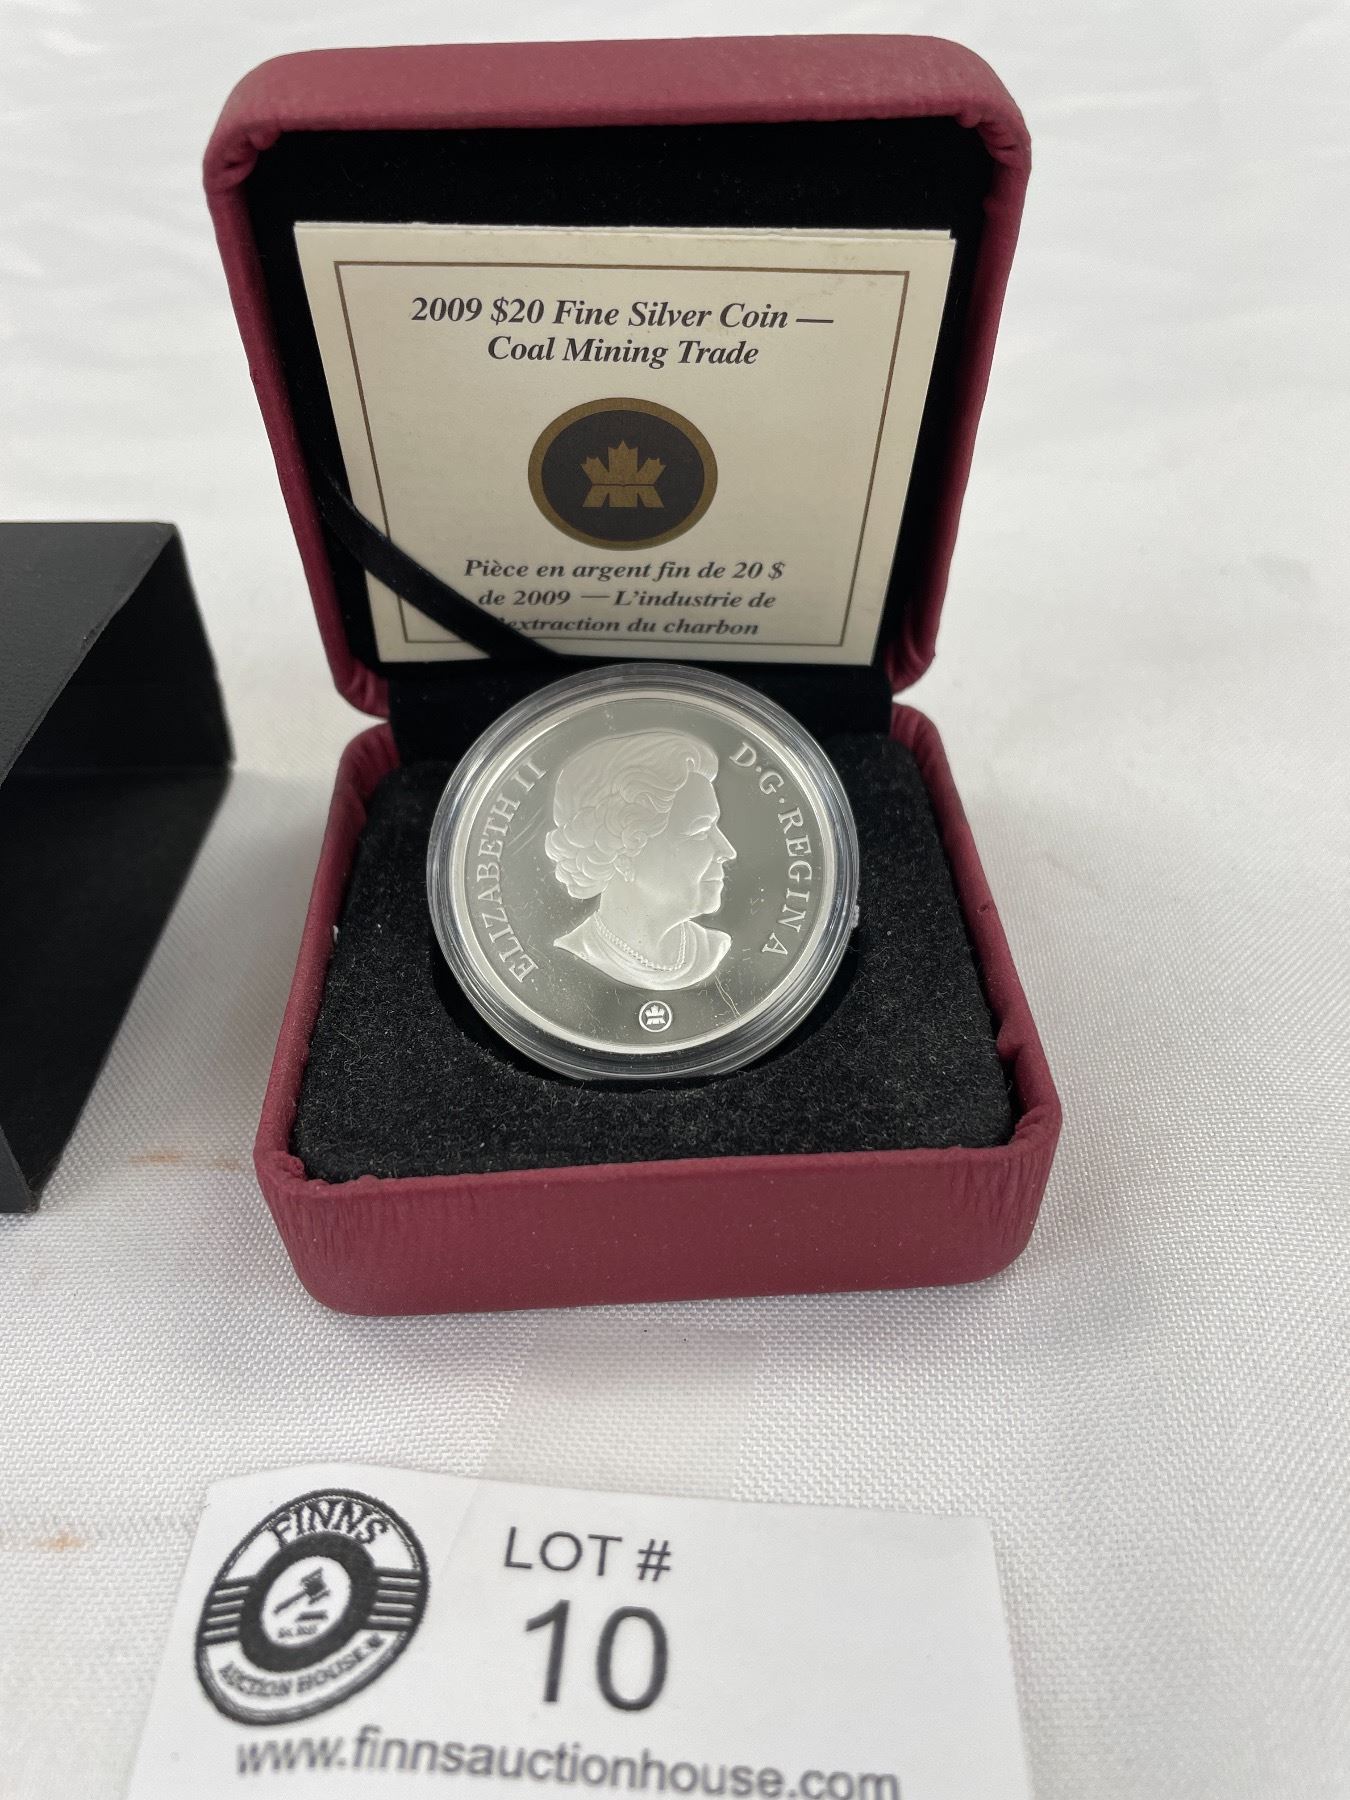 2009 $20 Fine Silver Coin —
Coal Mining Trade
Pièce en argent fin de 20 $
de 2009 — L'industrie de
extraction du charbon
ELIZABETH II
D·G·REGINA
FINNS
AUCTION HOUSE
LOT #
10
www.finnsauctionhouse.com